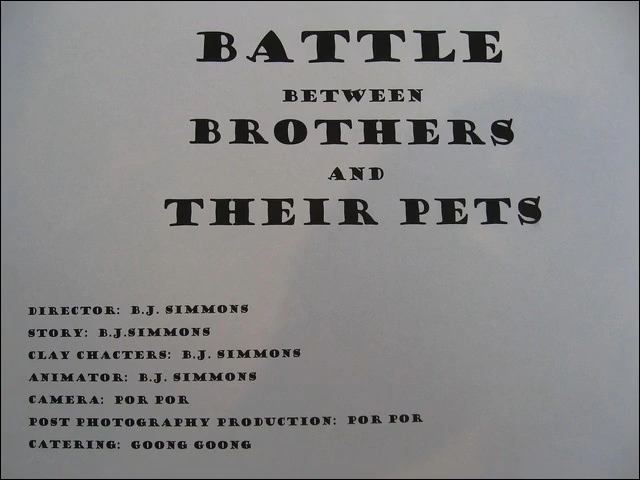 BATTLE
BETWEEN
BROTHERS
AND
THEIR PETS
DIRECTOR: B.J. SIMMONS
STORY: B.J.SIMMONS
CLAY CHACTERS: B.J. SIMMONS
ANIMATOR: B.J. SIMMONS
CAMERA: POR POR
POST PHOTOGRAPHY PRODUCTION: POR POR
CATERING: GOONG GOONG